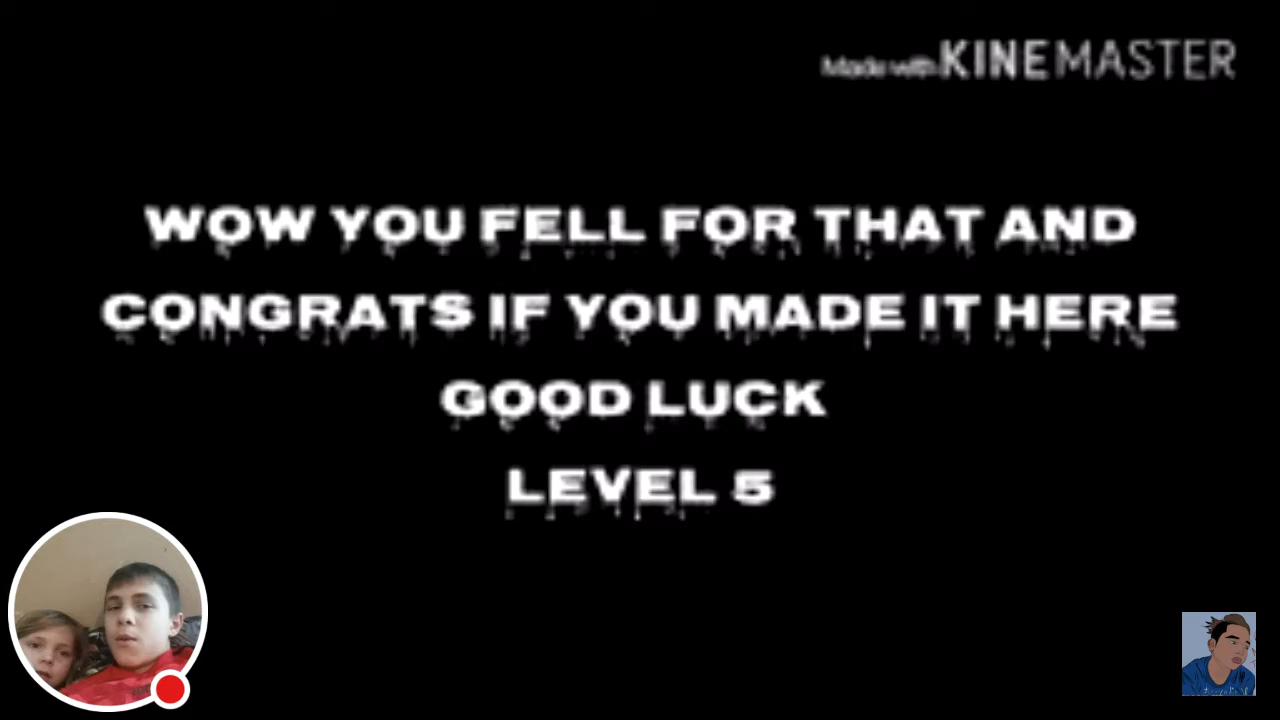 Made with KINEMASTER
WOW YOU FELL FOR THAT AND
CONGRATS IF YOU MADE IT HERE
GOOD LUCK
LEVEL 5